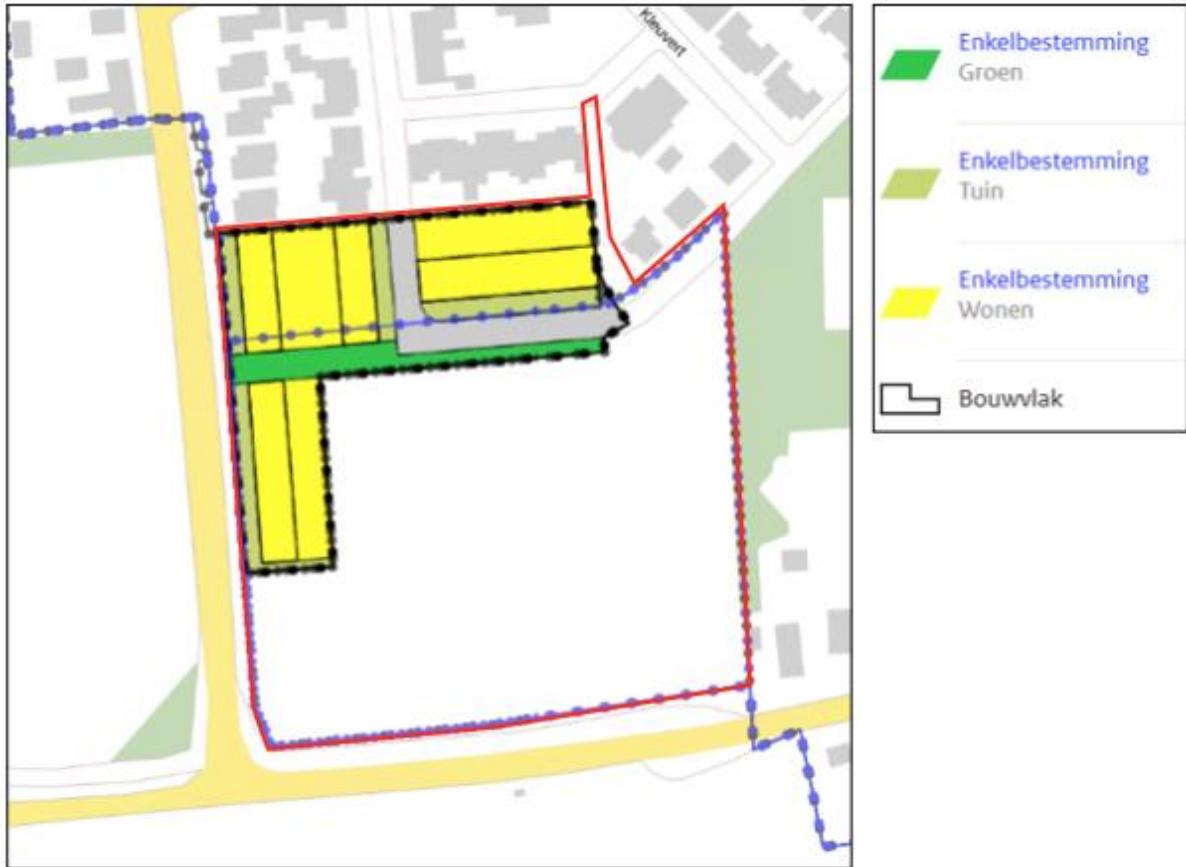 Kleuvert
Enkelbestemming
Groen
Enkelbestemming
Tuin
Enkelbestemming
Wonen
Bouwvlak